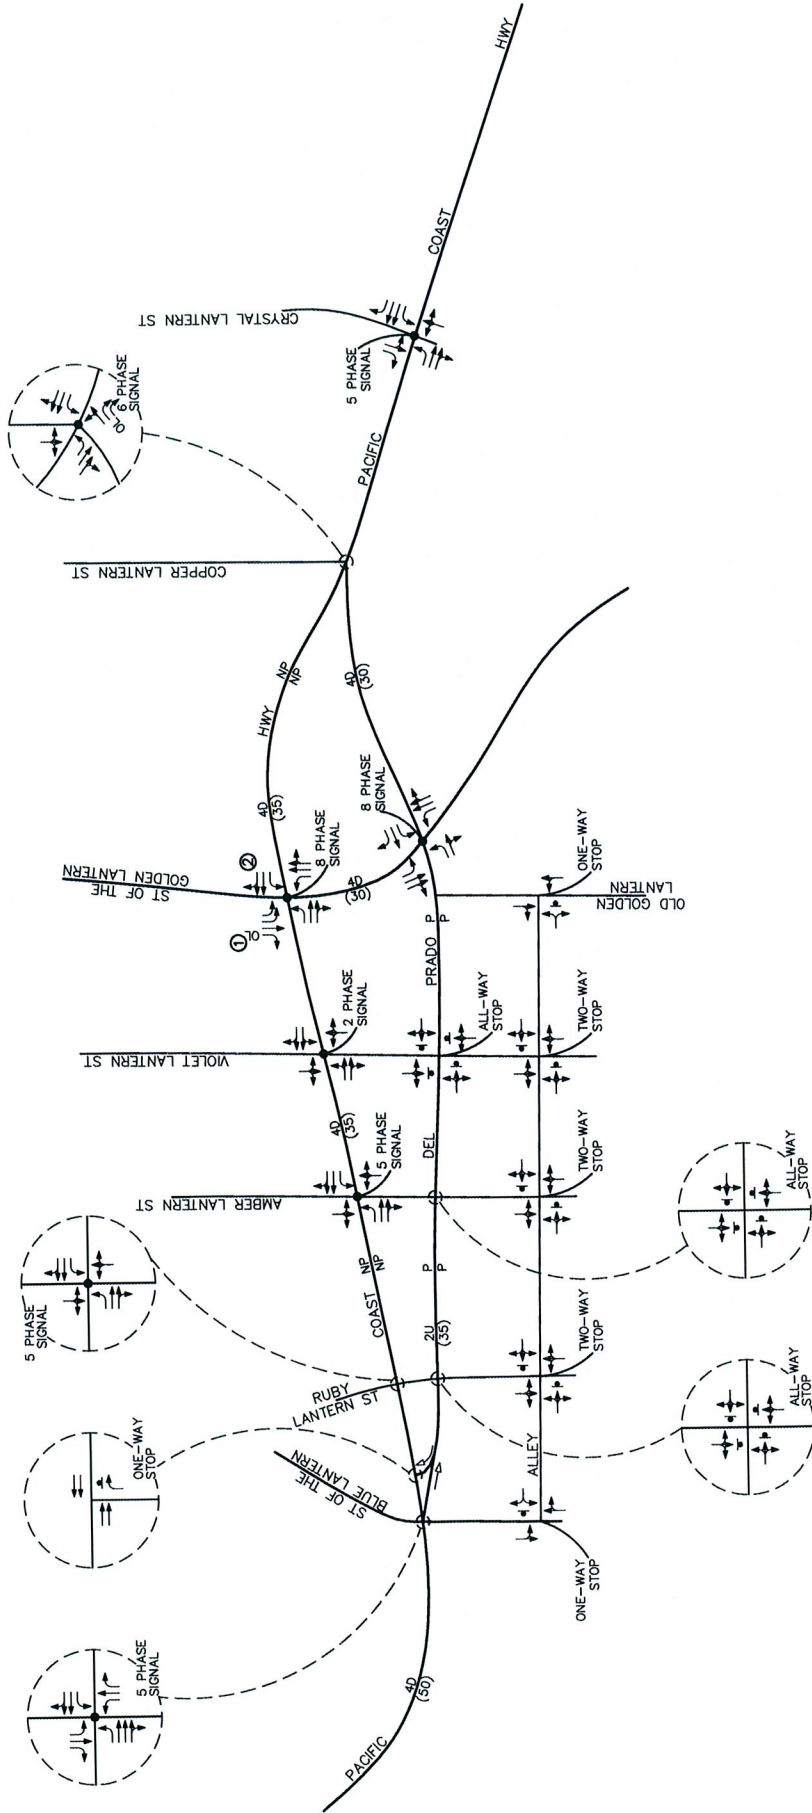 HWY
COAST
CRYSTAL LANTERN ST
5 PHASE
SIGNAL
PACIFIC
6 PHASE
SIGNAL
OL
COPPER LANTERN ST
NP
NP
HWY
4D
(30)
4D
(35)
8 PHASE
SIGNAL
ST OF THE
GOLDEN LANTERN
2
8 PHASE
SIGNAL
1
OL
4D
(30)
ONE-WAY
STOP
OLD GOLDEN
LANTERN
P
P
PRADO
2 PHASE
SIGNAL
VIOLET LANTERN ST
ALL-WAY
STOP
TWO-WAY
STOP
4D
(35)
DEL
5 PHASE
SIGNAL
AMBER LANTERN ST
TWO-WAY
STOP
ALL-WAY
STOP
NP
NP
COAST
P
P
2U
(35)
5 PHASE
SIGNAL
RUBY
LANTERN ST
TWO-WAY
STOP
ALL-WAY
STOP
ALLEY
ONE-WAY
STOP
ST OF THE
BLUE LANTERN
ONE-WAY
STOP
5 PHASE
SIGNAL
4D
(50)
PACIFIC